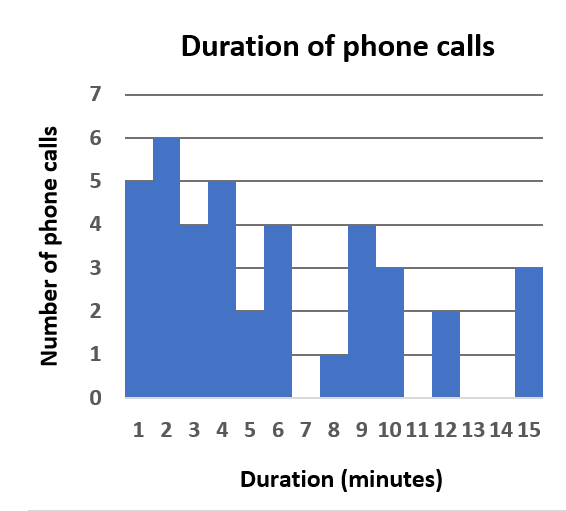 Duration of phone calls
7
6
5
4
3
2
1
0
Number of phone calls
1 2 3 4 5 6 7 8 9 10 11 12 13 14 15
Duration (minutes)